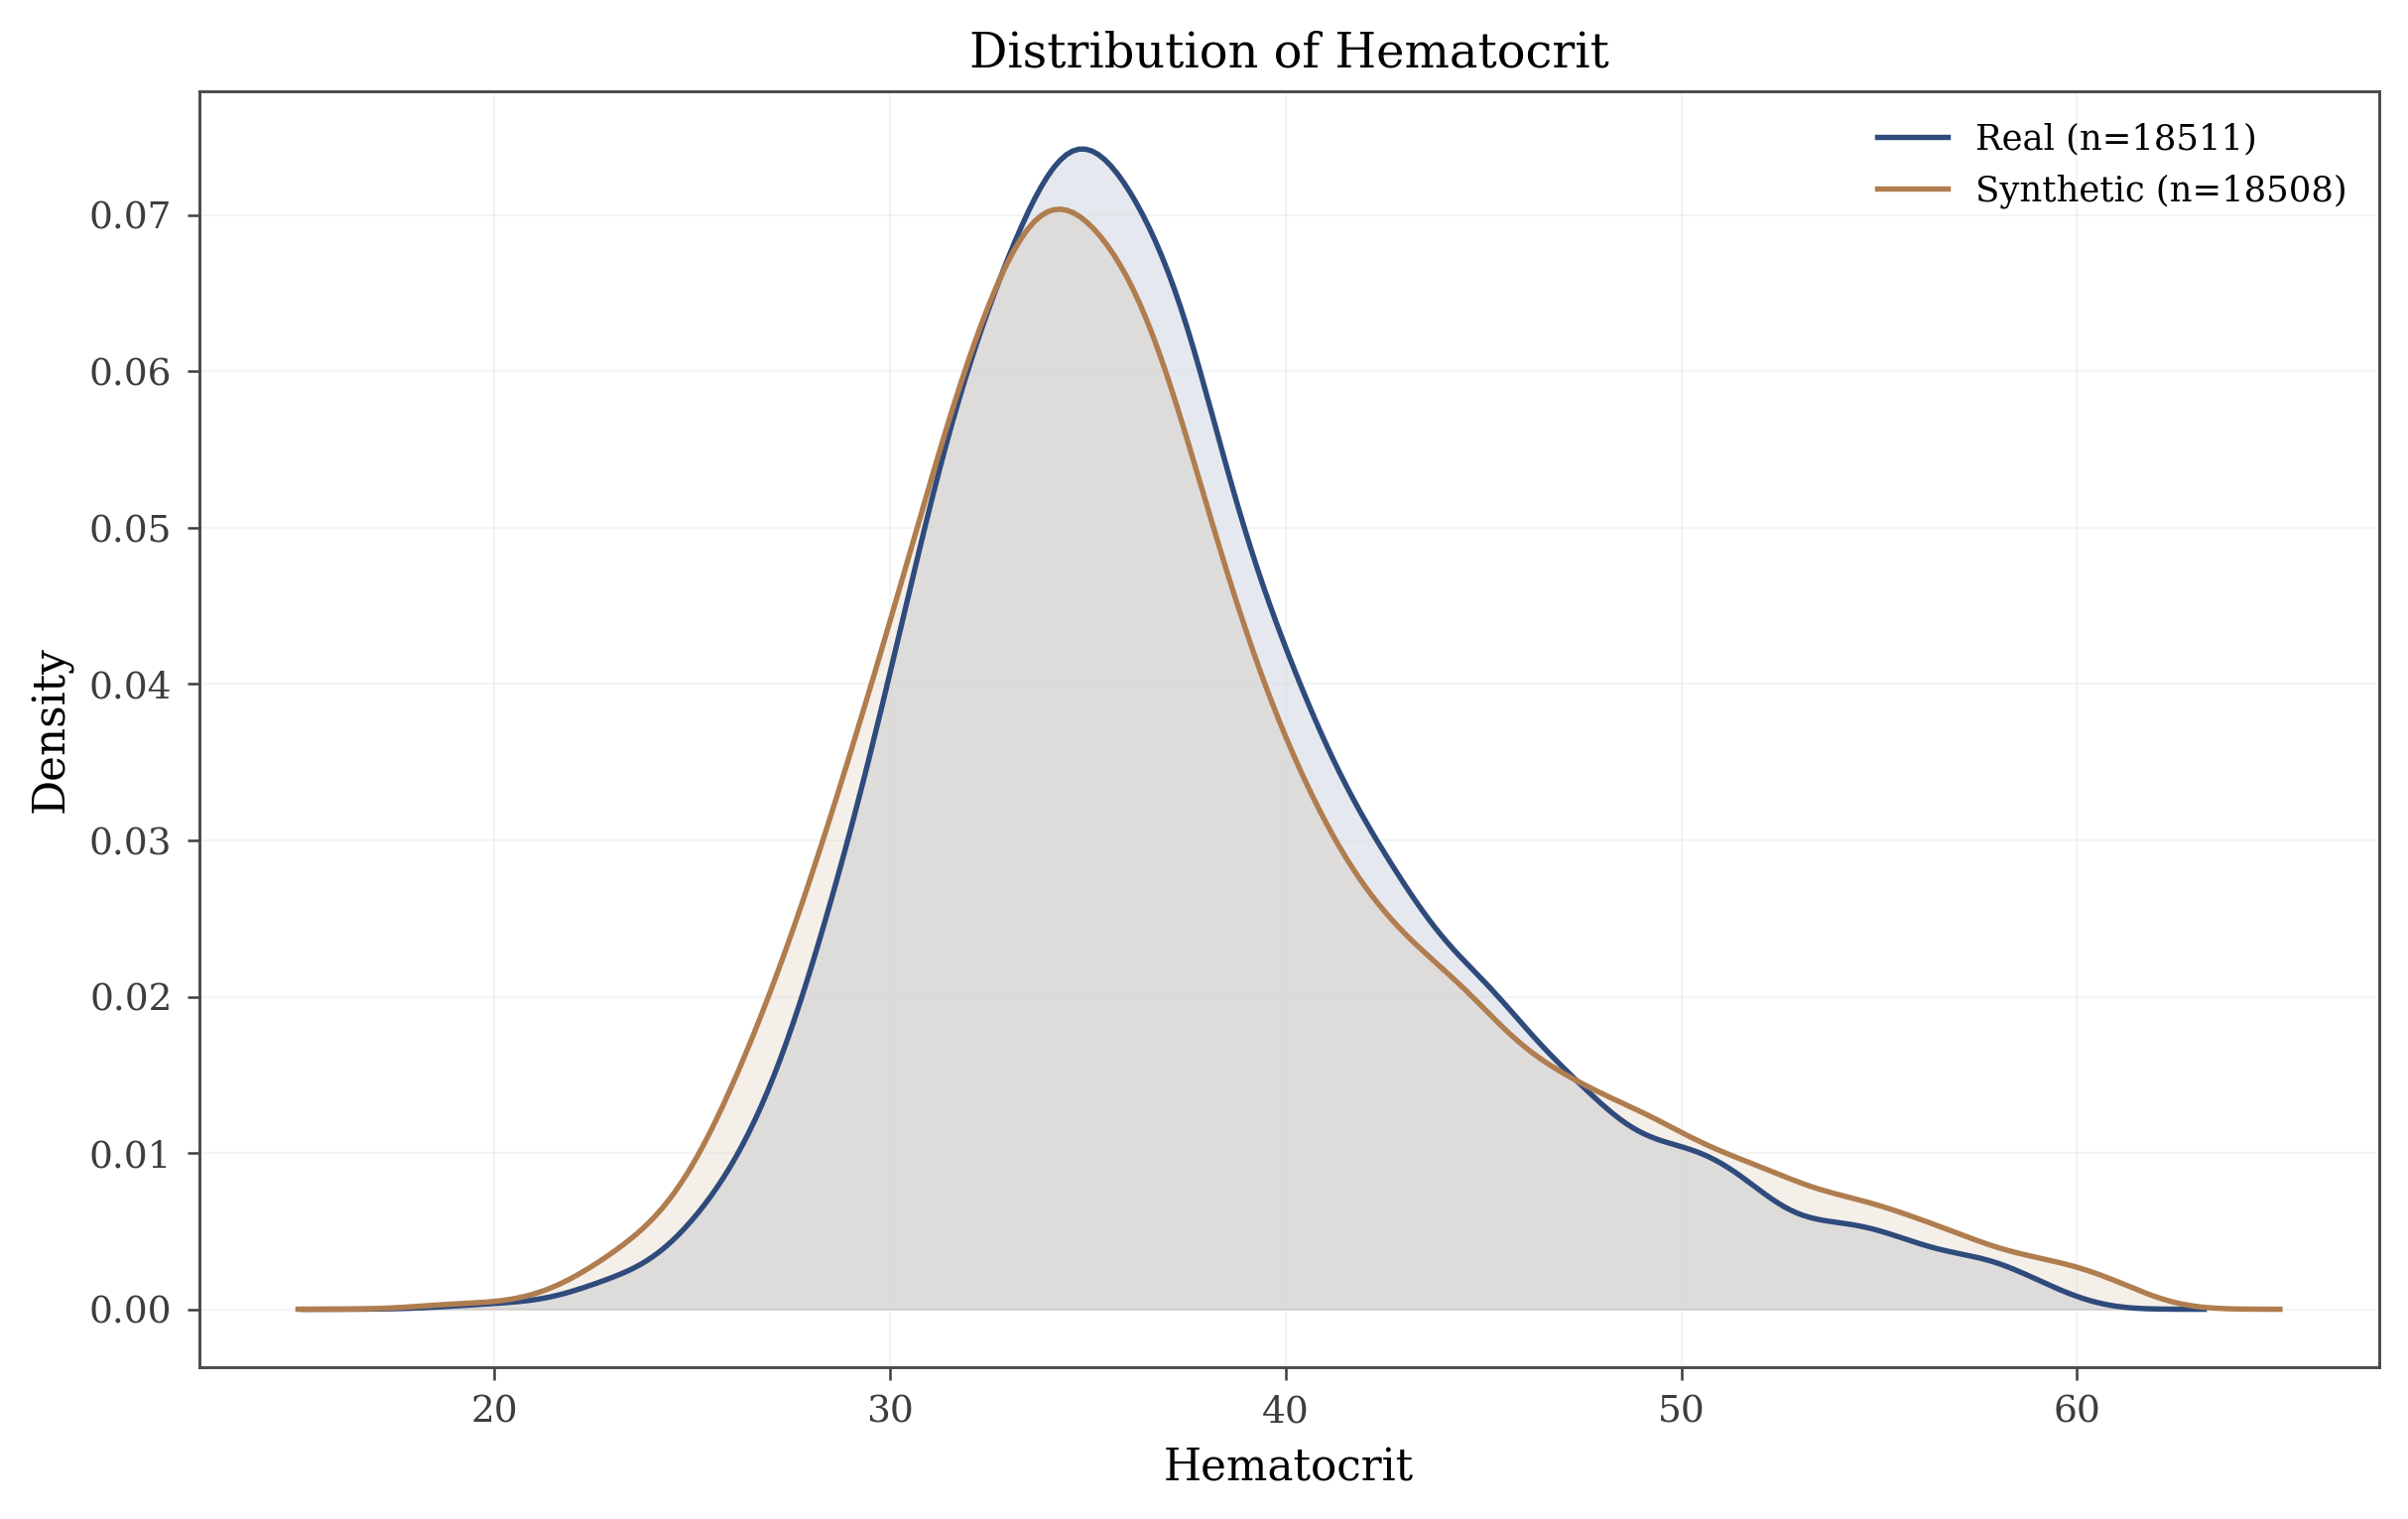 Distribution of Hematocrit
Real (n=18511)
Synthetic (n=18508)
Density
0.07
0.06
0.05
0.04
0.03
0.02
0.01
0.00
20 30 40 50 60
Hematocrit